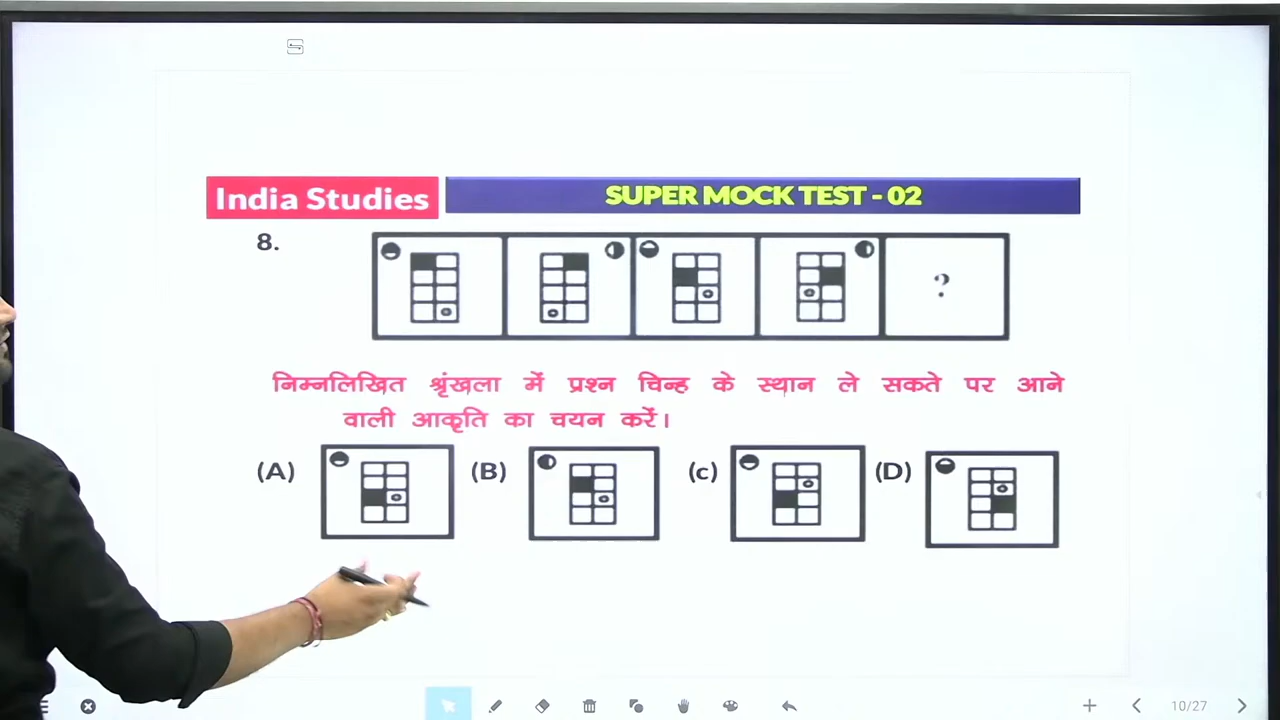 India Studies SUPER MOCK TEST - 02
8.
?
निम्नलिखित श्रृंखला में प्रश्न चिन्ह के स्थान ले सकते पर आने
वाली आकृति का चयन करें।
(A) (B) (c) (D)
10/27